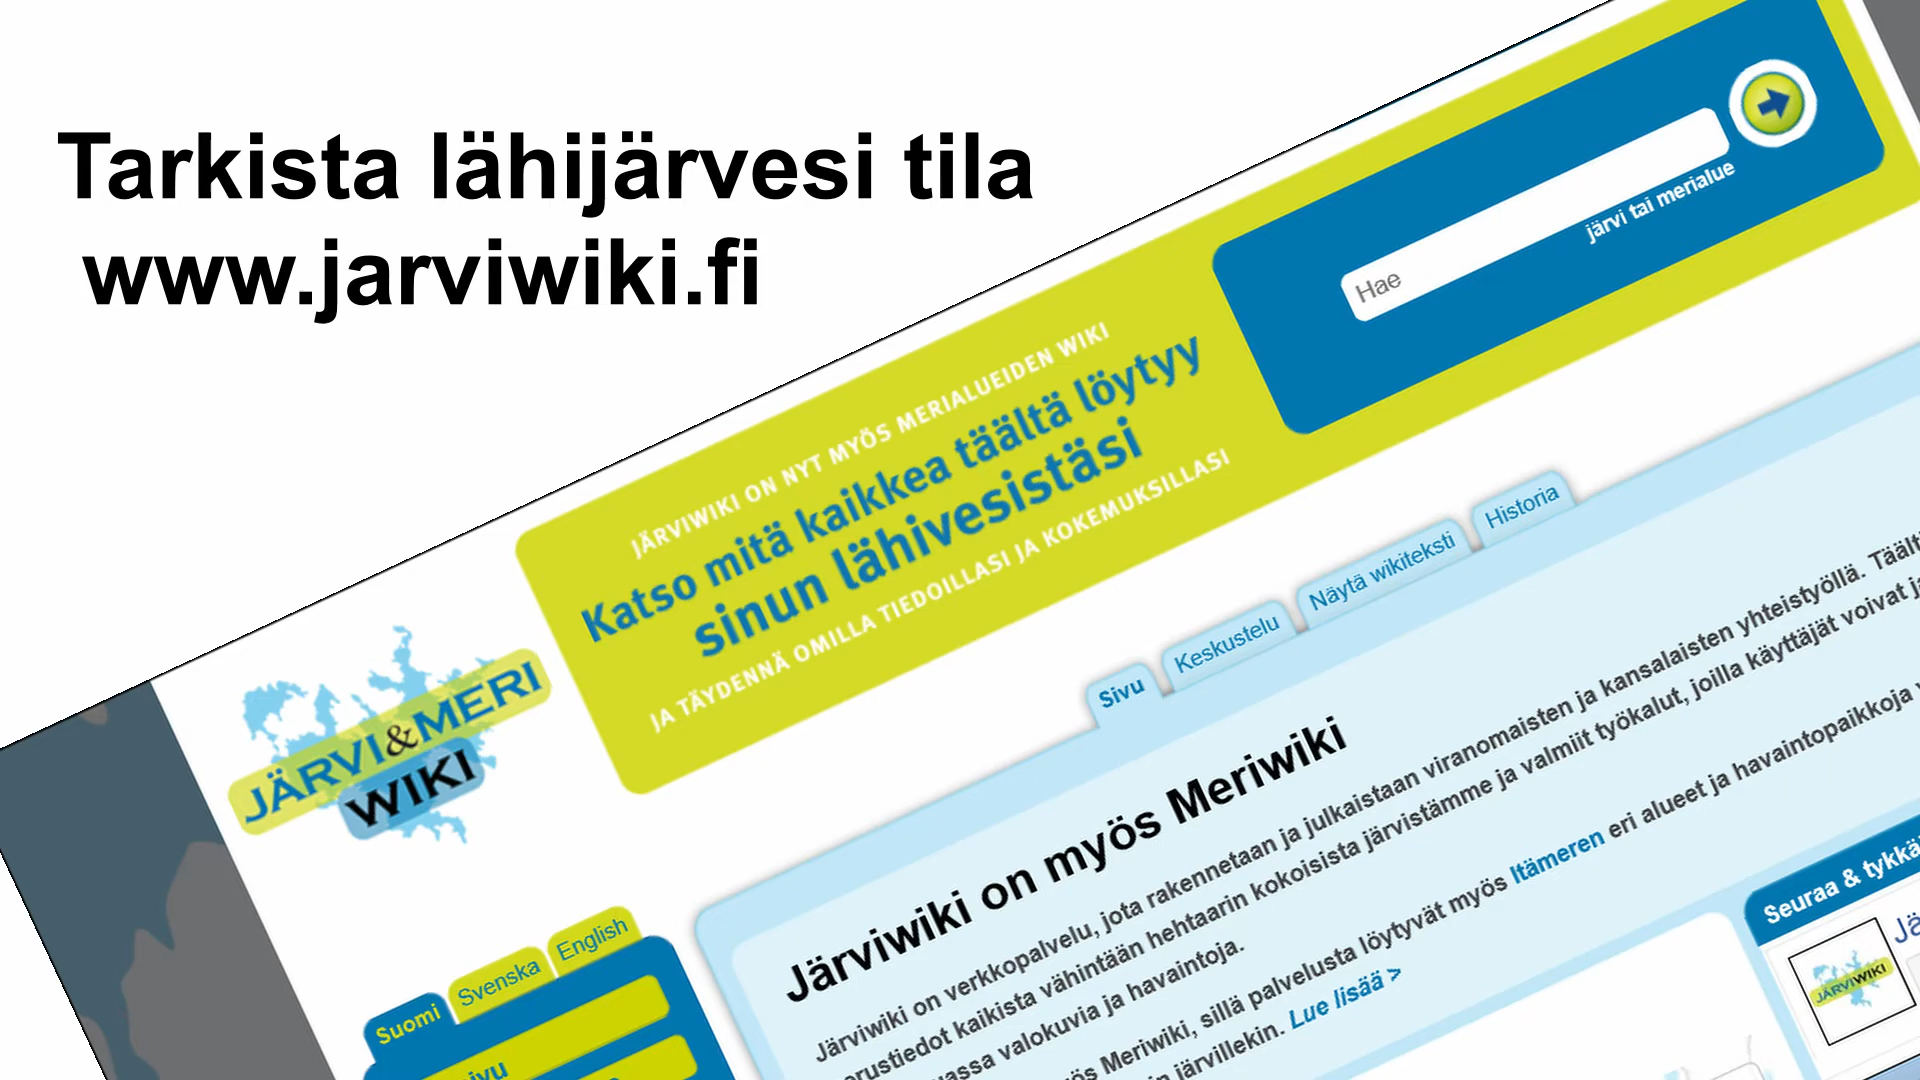 Tarkista lähijärvesi tila
www.jarviwiki.fi
Hae
järvi tai merialue
JÄRVIWIKI ON NYT MYÖS MERIALUEIDEN WIKI
Katso mitä kaikkea täältä löytyy
sinun lähivesistäsi
JA TÄYDENNÄ OMILLA TIEDOILLASI JA KOKEMUKSILLASI
JÄRVI&MERI
WIKI
Sivu Keskustelu Näytä wikiteksti Historia
Järviwiki on myös Meriwiki
Järviwiki on verkkopalvelu, jota rakennetaan ja julkaistaan viranomaisten ja kansalaisten yhteistyöllä.
kaikista vähintään hehtaarin kokoisista järvistämme ja valmiit työkalut, joilla käyttäjät voivat
valokuvia ja havaintoja.
Meriwiki, sillä palvelusta löytyvät myös Itämeren eri alueet ja havaintopaikkoja
järvillekin. Lue lisää >
Suomi Svenska English
Seuraa &
JÄRVIWIKI